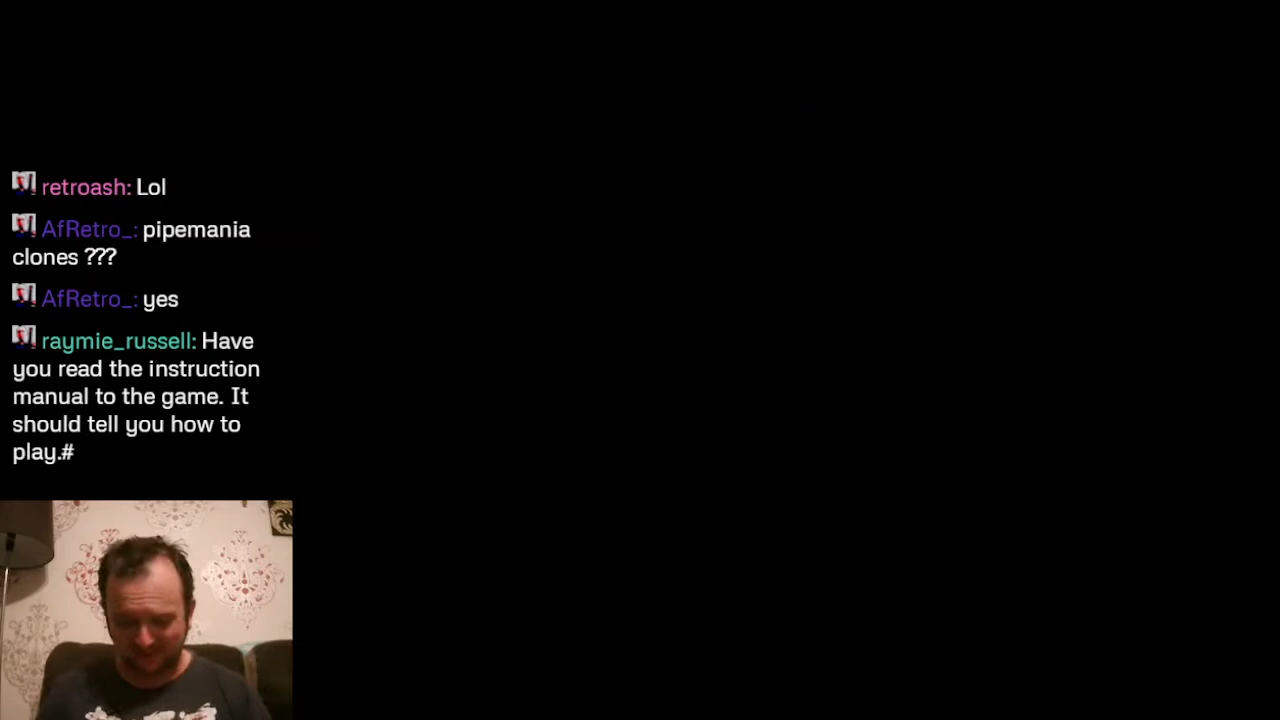 retroash: Lol
AfRetro_: pipemania
clones ???
AfRetro_: yes
raymie_russell: Have
you read the instruction
manual to the game. It
should tell you how to
play.#